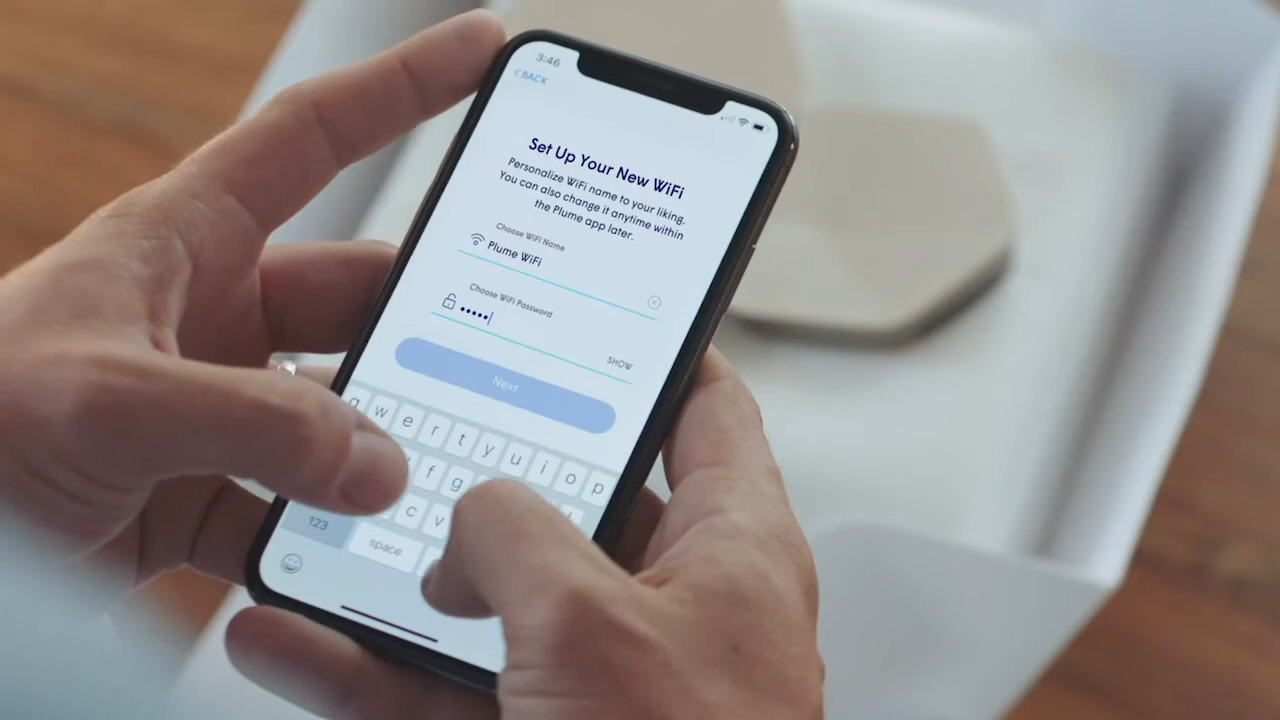 3:46
BACK
Set Up Your New WiFi
Personalize WiFi name to your liking.
You can also change it anytime within
the Plume app later.
Choose WiFi Name
Plume WiFi
Choose WiFi Password
•••••
SHOW
Next
q w e r t y u i o p
f g
c v
123
space